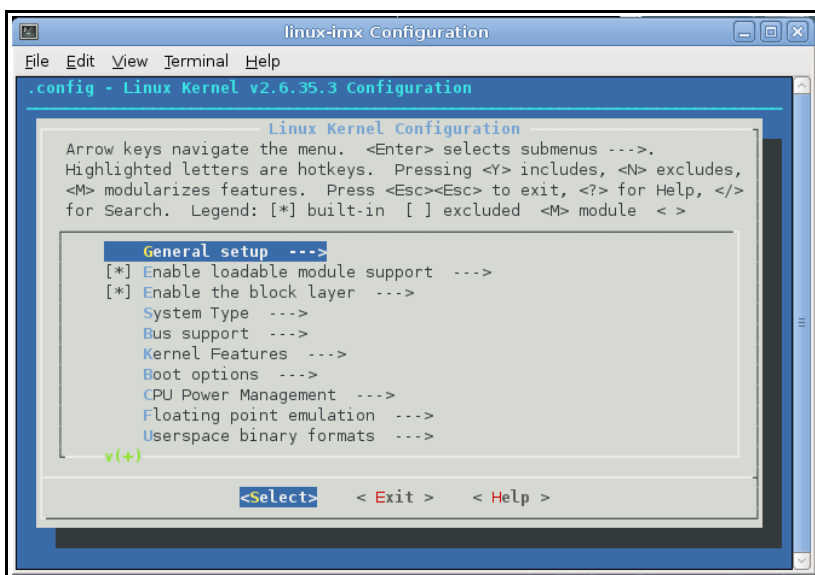 linux-imx Configuration
File Edit View Terminal Help
.config - Linux Kernel v2.6.35.3 Configuration
Linux Kernel Configuration
Arrow keys navigate the menu. <Enter> selects submenus --->.
Highlighted letters are hotkeys. Pressing <Y> includes, <N> excludes,
<M> modularizes features. Press <Esc><Esc> to exit, <?> for Help, </>
for Search. Legend: [*] built-in [ ] excluded <M> module < >
General setup --->
[*] Enable loadable module support --->
[*] Enable the block layer --->
System Type --->
Bus support --->
Kernel Features --->
Boot options --->
CPU Power Management --->
Floating point emulation --->
Userspace binary formats --->
v(+)
<Select> < Exit > < Help >